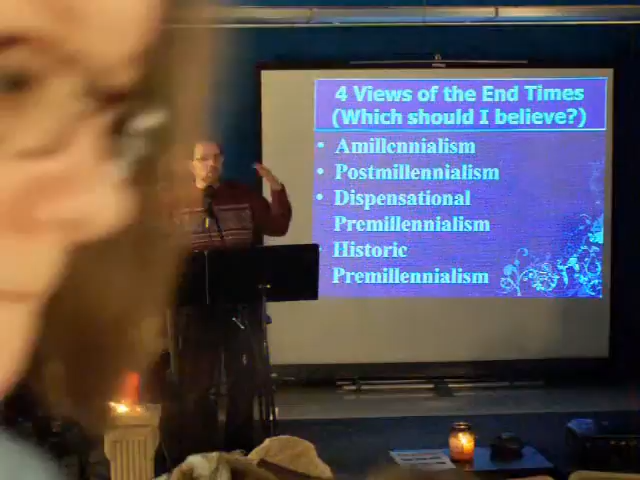 4 Views of the End Times
(Which should I believe?)
• Amillennialism
• Postmillennialism
• Dispensational
Premillennialism
• Historic
Premillennialism